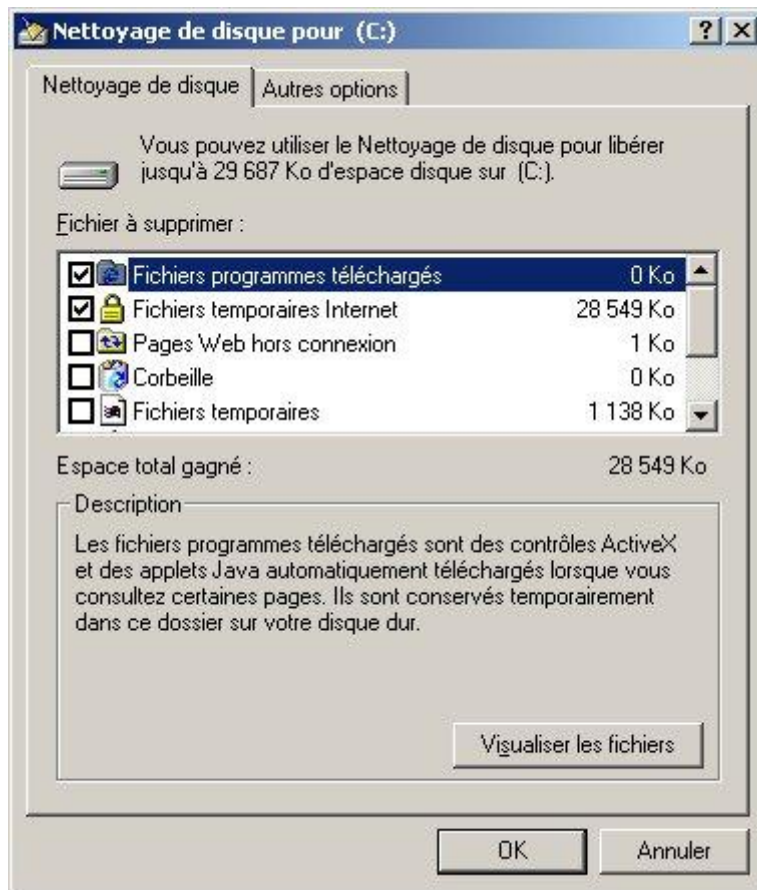 Nettoyage de disque pour (C:)
Nettoyage de disque
Autres options
Vous pouvez utiliser le Nettoyage de disque pour libérer
jusqu'à 29 687 Ko d'espace disque sur (C:).
Fichier à supprimer :
Fichiers programmes téléchargés 0 Ko
Fichiers temporaires Internet 28 549 Ko
Pages Web hors connexion 1 Ko
Corbeille 0 Ko
Fichiers temporaires 1 138 Ko
Espace total gagné : 28 549 Ko
Description
Les fichiers programmes téléchargés sont des contrôles ActiveX
et des applets Java automatiquement téléchargés lorsque vous
consultez certaines pages. Ils sont conservés temporairement
dans ce dossier sur votre disque dur.
Visualiser les fichiers
OK
Annuler